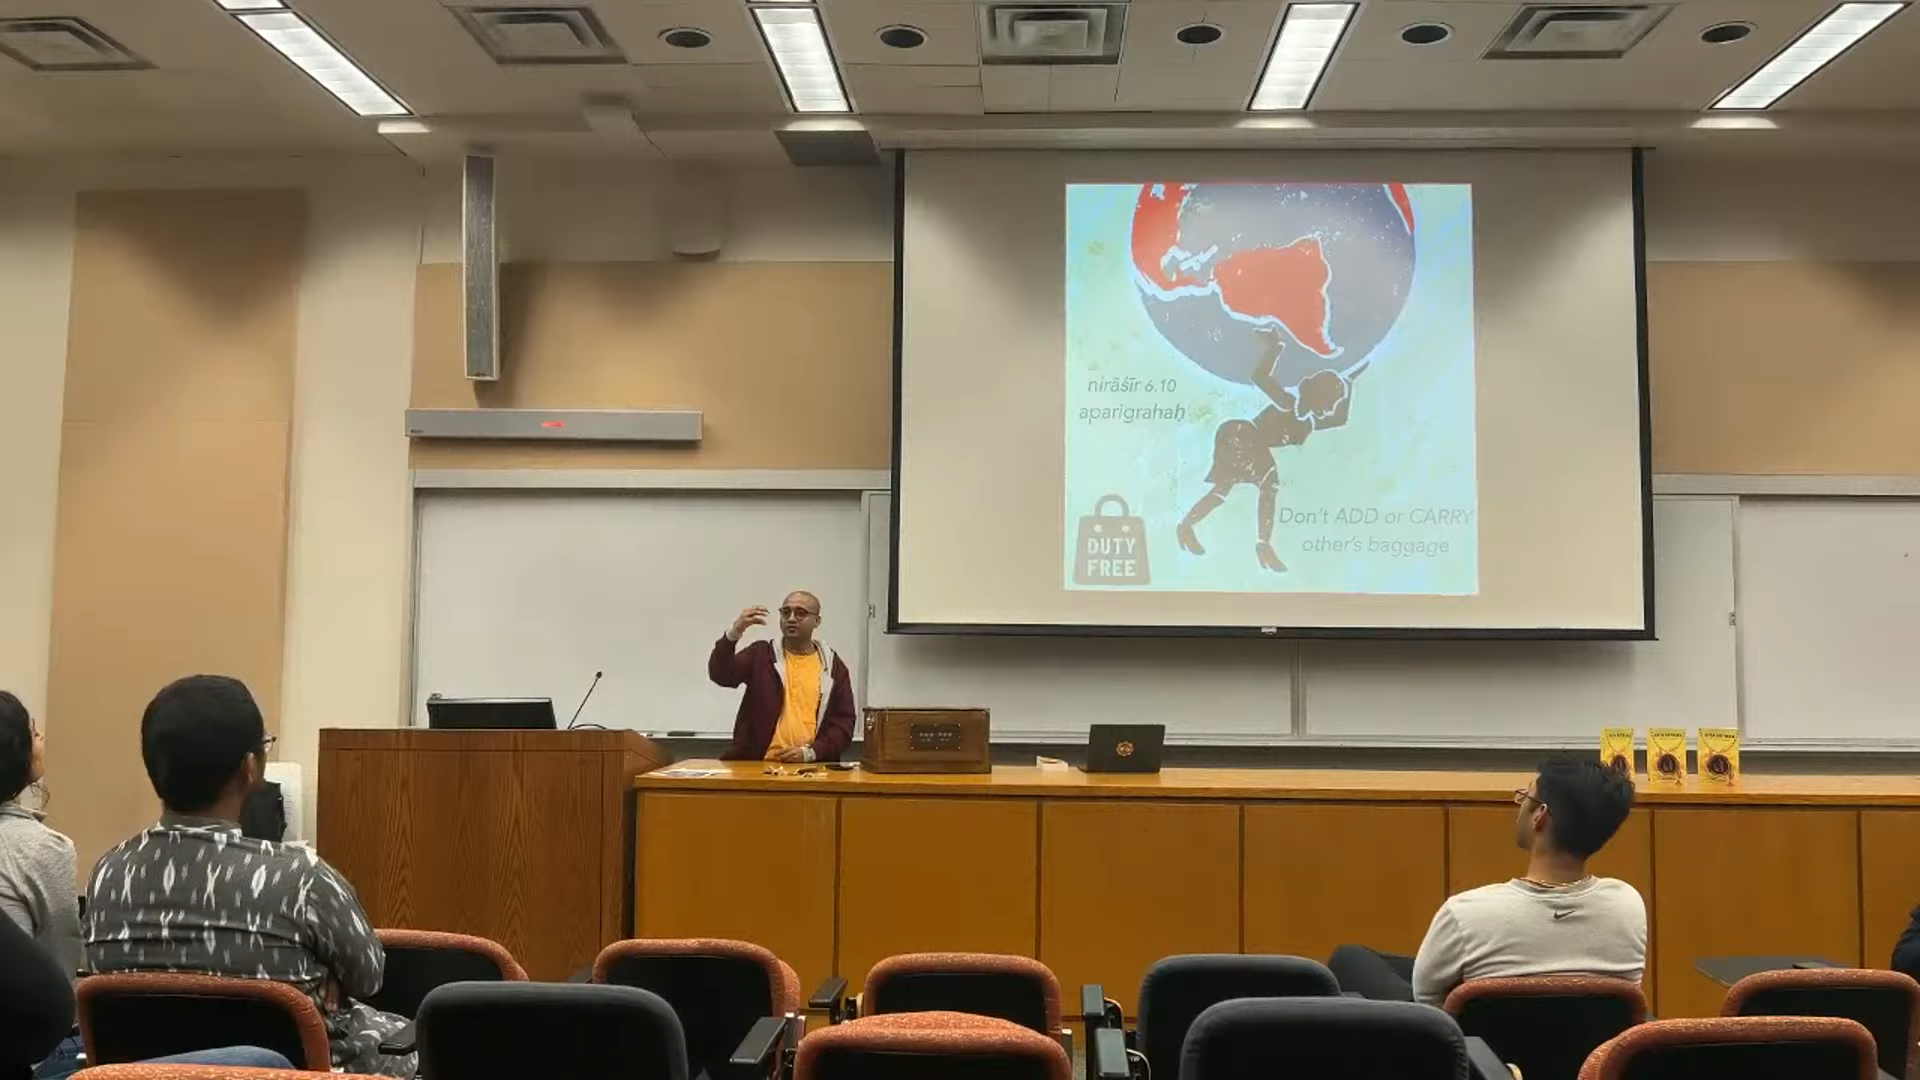 nirāśīr 6.10
aparigrahaḥ
Don't ADD or CARRY
other's baggage
DUTY
FREE